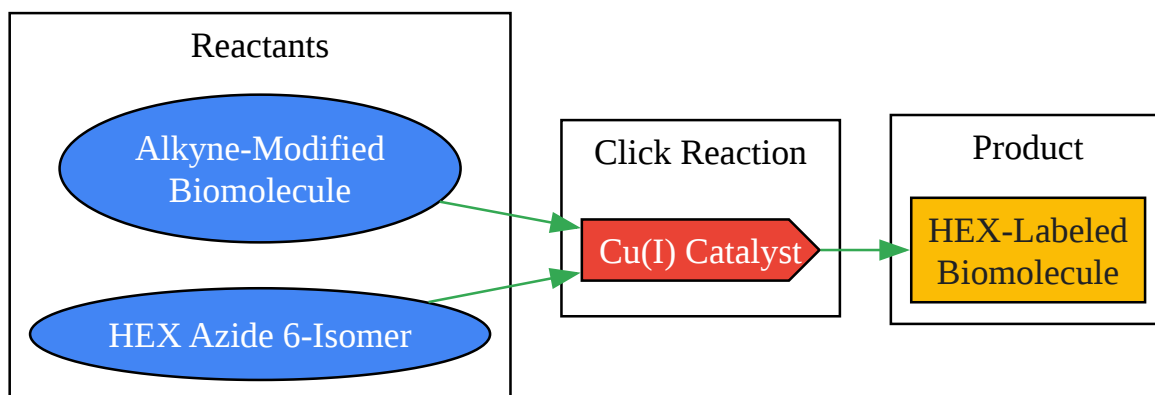 Reactants
Alkyne-Modified
Biomolecule
HEX Azide 6-Isomer
Click Reaction
Cu(I) Catalyst
Product
HEX-Labeled
Biomolecule